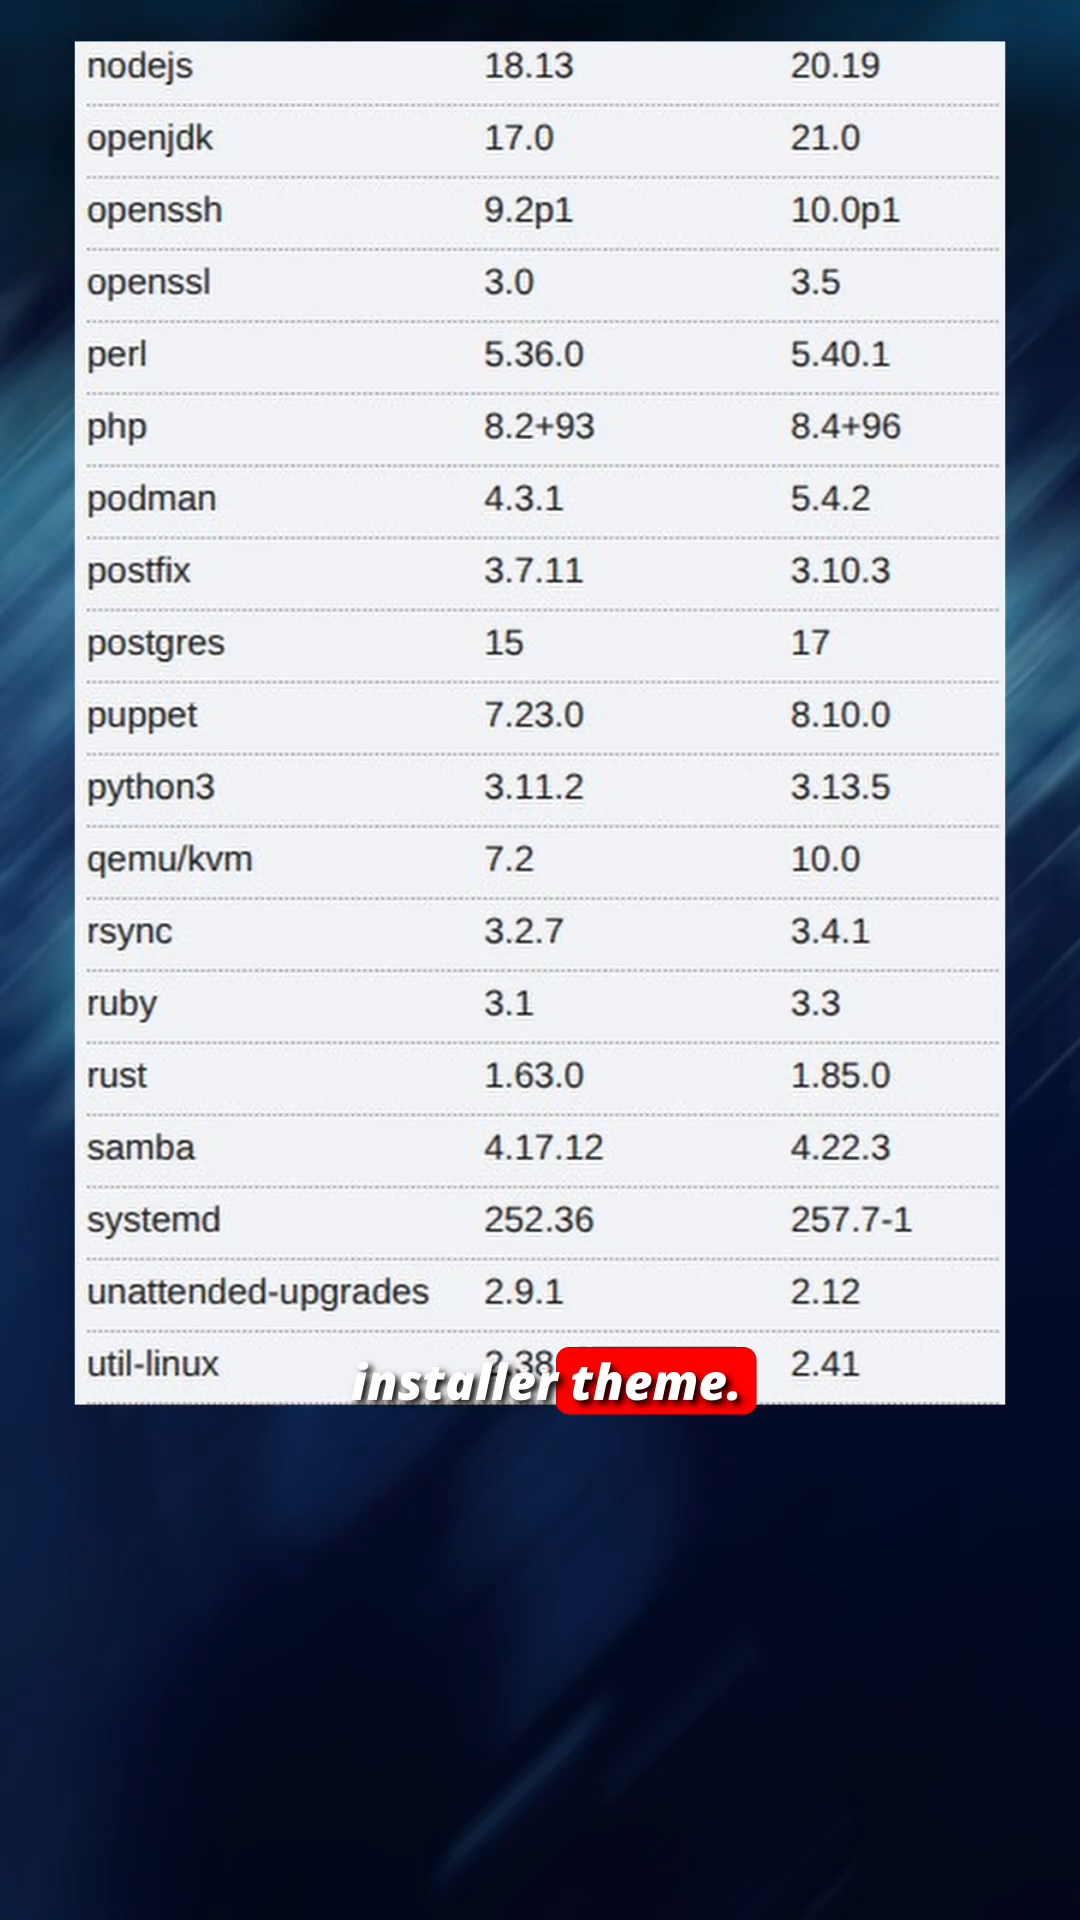 nodejs 18.13 20.19
openjdk 17.0 21.0
openssh 9.2p1 10.0p1
openssl 3.0 3.5
perl 5.36.0 5.40.1
php 8.2+93 8.4+96
podman 4.3.1 5.4.2
postfix 3.7.11 3.10.3
postgres 15 17
puppet 7.23.0 8.10.0
python3 3.11.2 3.13.5
qemu/kvm 7.2 10.0
rsync 3.2.7 3.4.1
ruby 3.1 3.3
rust 1.63.0 1.85.0
samba 4.17.12 4.22.3
systemd 252.36 257.7-1
unattended-upgrades 2.9.1 2.12
util-linux 2.38 2.41
installer theme.